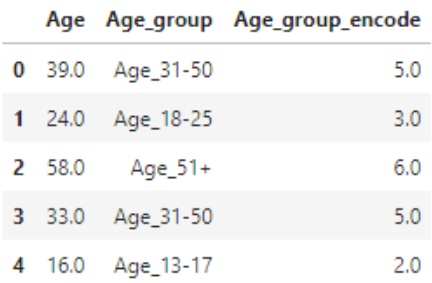 Age Age_group Age_group_encode
0 39.0 Age_31-50 5.0
1 24.0 Age_18-25 3.0
2 58.0 Age_51+ 6.0
3 33.0 Age_31-50 5.0
4 16.0 Age_13-17 2.0